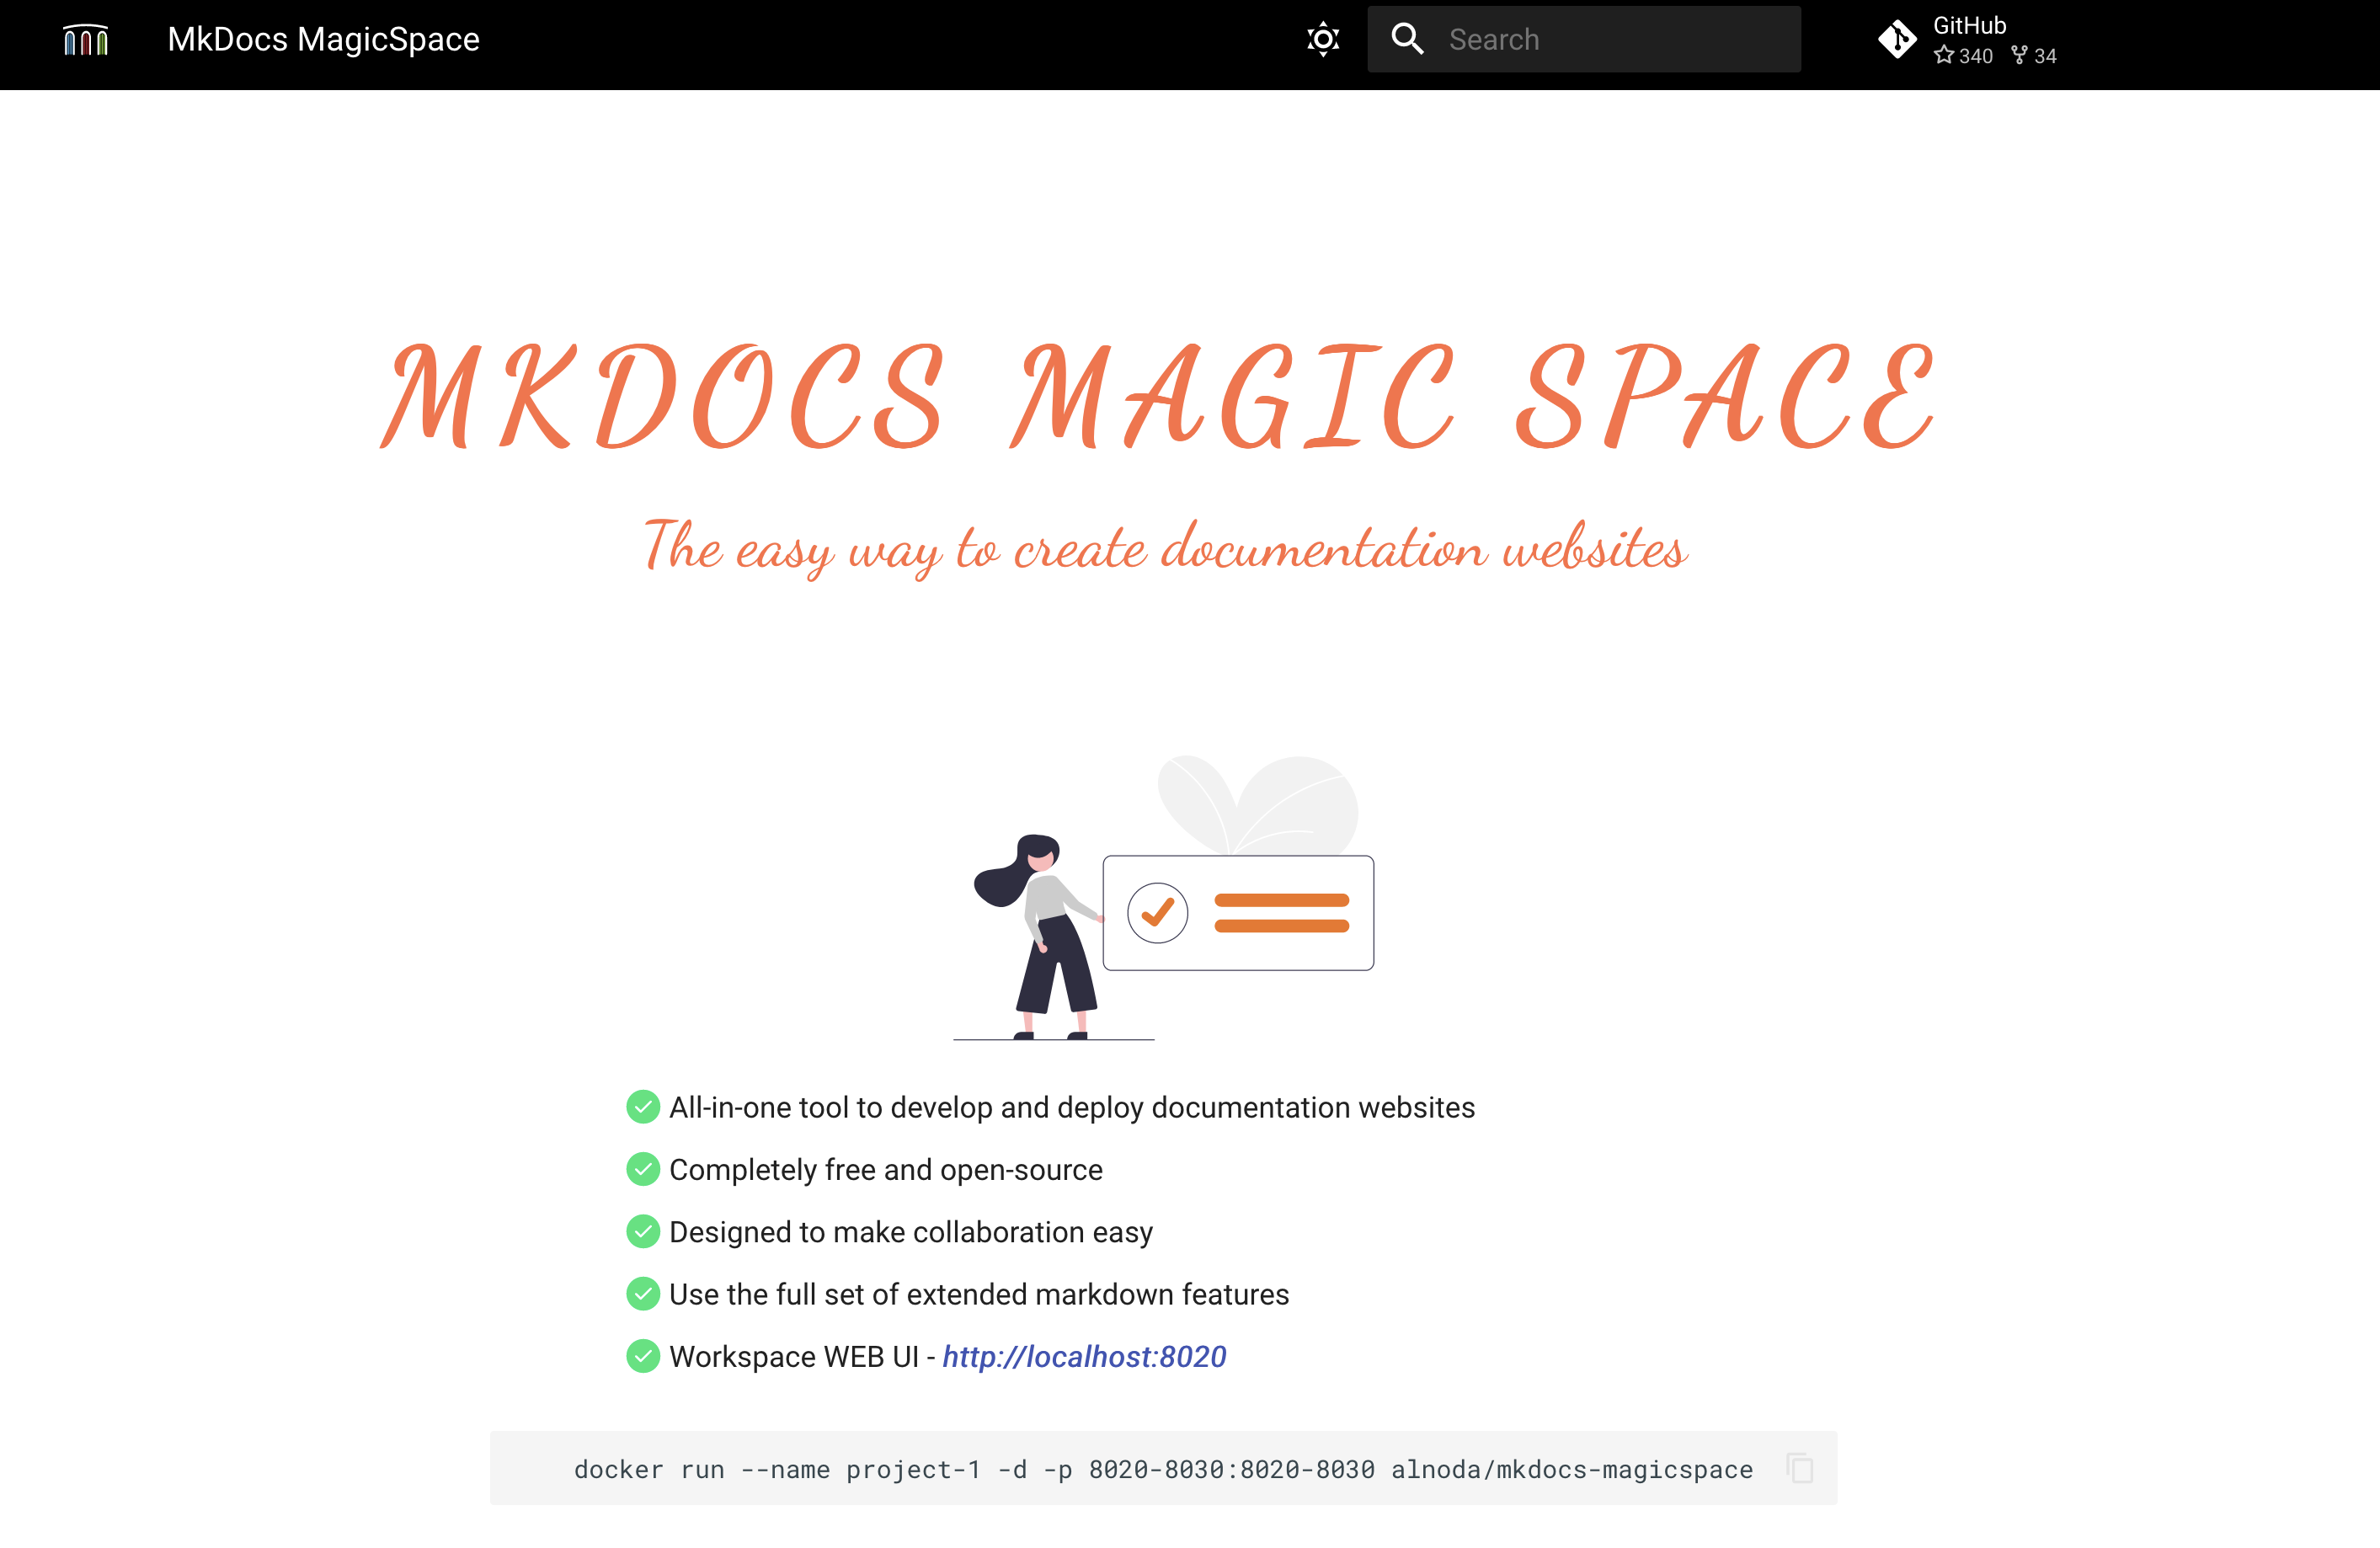 MkDocs MagicSpace
Search
GitHub
340 34
MKDOCS MAGIC SPACE
The easy way to create documentation websites
All-in-one tool to develop and deploy documentation websites
Completely free and open-source
Designed to make collaboration easy
Use the full set of extended markdown features
Workspace WEB UI - http://localhost:8020
docker run --name project-1 -d -p 8020-8030:8020-8030 alnoda/mkdocs-magicspace